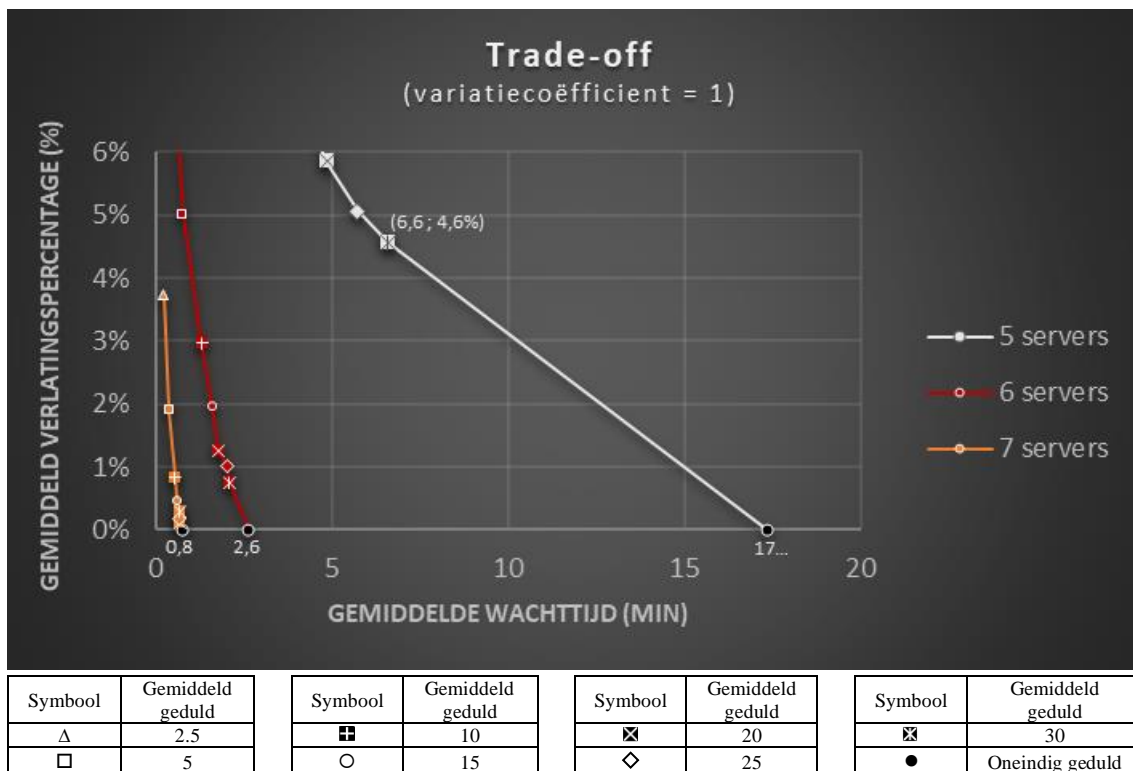 Trade-off
(variatiecoëfficient = 1)
GEMIDDELD VERLATINGSPERCENTAGE (%)
6%
5%
4%
3%
2%
1%
0%
(6,6 ; 4,6%)
0,8
2,6
17...
0
5
10
15
20
GEMIDDELDE WACHTTIJD (MIN)
5 servers
6 servers
7 servers
Symbool Gemiddeld geduld
Δ 2.5
□ 5
Symbool Gemiddeld geduld
10
○ 15
Symbool Gemiddeld geduld
20
◇ 25
Symbool Gemiddeld geduld
30
● Oneindig geduld